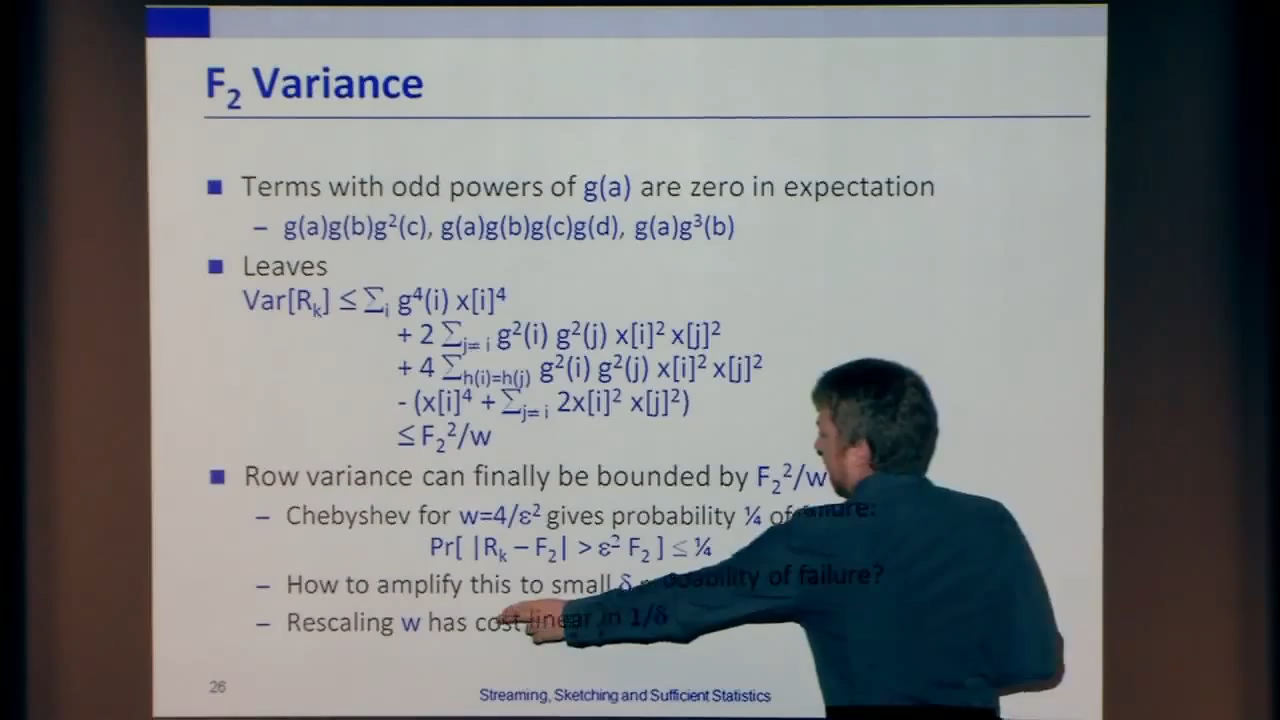 F₂ Variance
■ Terms with odd powers of g(a) are zero in expectation
– g(a)g(b)g²(c), g(a)g(b)g(c)g(d), g(a)g³(b)
■ Leaves
Var[Rₖ] ≤ ∑ᵢ g⁴(i) x[i]⁴
+ 2 ∑j= i g²(i) g²(j) x[i]² x[j]²
+ 4 ∑h(i)=h(j) g²(i) g²(j) x[i]² x[j]²
- (x[i]⁴ + ∑j= i 2x[i]² x[j]²)
≤ F₂²/w
■ Row variance can finally be bounded by F₂²/w
– Chebyshev for w=4/ε² gives probability ¼ of failure:
Pr[ |Rₖ – F₂| > ε² F₂ ] ≤ ¼
– How to amplify this to small δ probability of failure?
– Rescaling w has cost linear in 1/δ
26
Streaming, Sketching and Sufficient Statistics